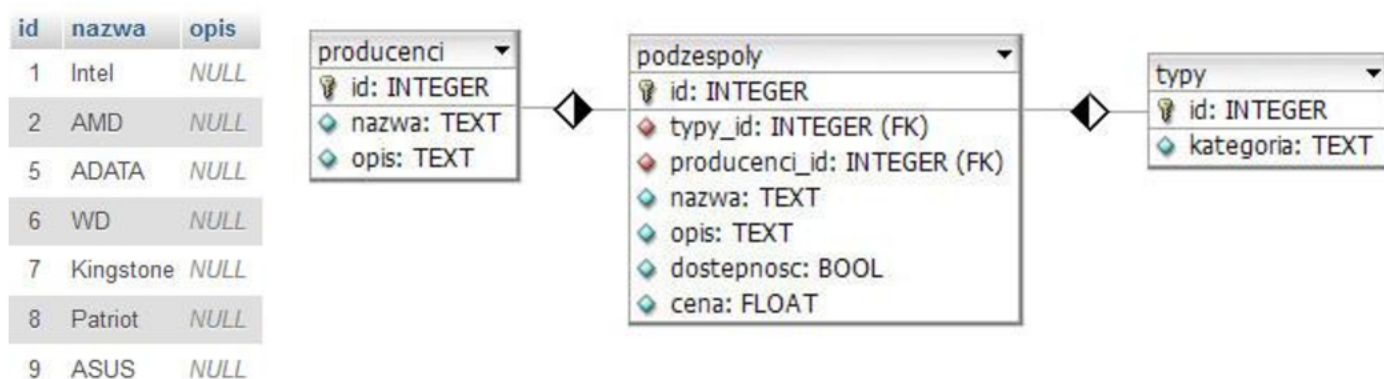 id nazwa opis
1 Intel NULL
2 AMD NULL
5 ADATA NULL
6 WD NULL
7 Kingstone NULL
8 Patriot NULL
9 ASUS NULL
producenci
id: INTEGER
nazwa: TEXT
opis: TEXT
podzespoly
id: INTEGER
typy_id: INTEGER (FK)
producenci_id: INTEGER (FK)
nazwa: TEXT
opis: TEXT
dostepnosc: BOOL
cena: FLOAT
typy
id: INTEGER
kategoria: TEXT